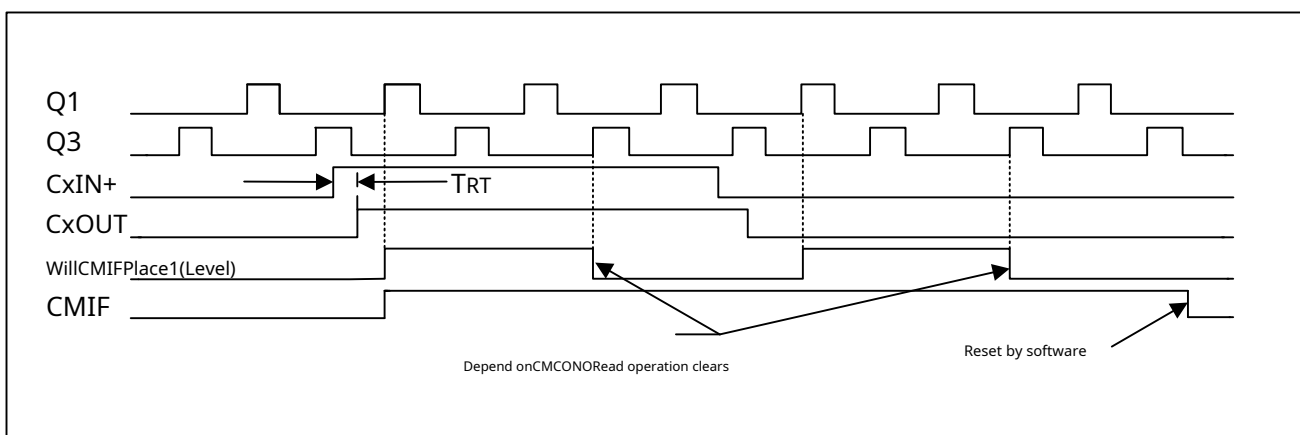 Q1
Q3
CxIN+
TRT
CxOUT
WillCMIFPlace1(Level)
CMIF
Reset by software
Depend onCMCONORead operation clears